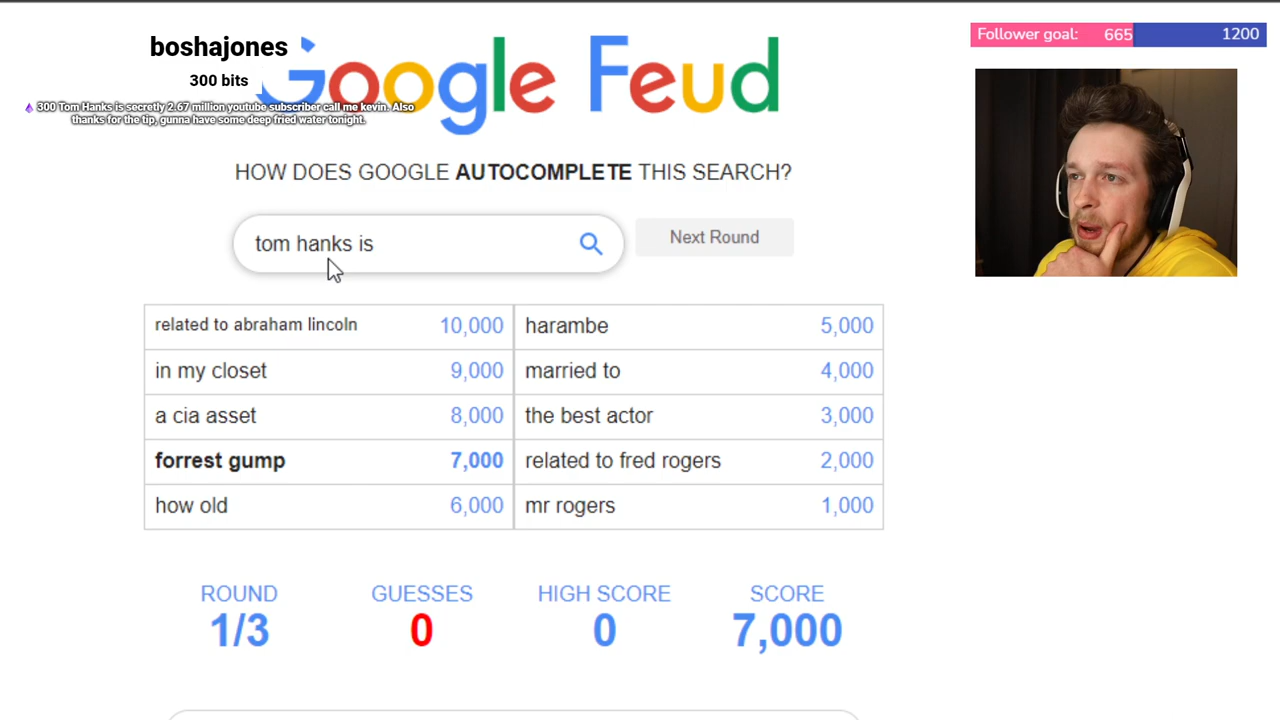 boshajones
300 bits
300 Tom Hanks is secretly 2.67 million youtube subscriber call me kevin. Also
thanks for the tip, gunna have some deep fried water tonight.
Google Feud
Follower goal: 665 1200
HOW DOES GOOGLE AUTOCOMPLETE THIS SEARCH?
tom hanks is
Next Round
related to abraham lincoln 10,000 harambe 5,000
in my closet 9,000 married to 4,000
a cia asset 8,000 the best actor 3,000
forrest gump 7,000 related to fred rogers 2,000
how old 6,000 mr rogers 1,000
ROUND GUESSES HIGH SCORE SCORE
1/3 0 0 7,000